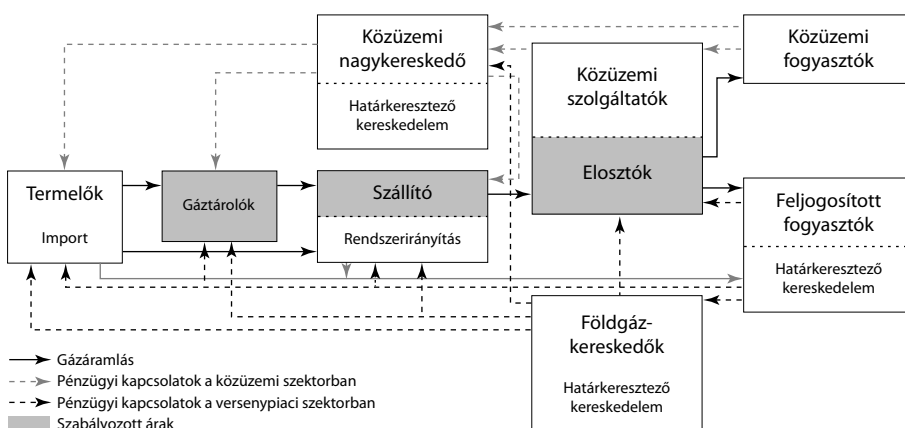 Közüzemi
nagykereskedő
Határkeresztező
kereskedelem
Közüzemi
szolgáltatók
Elosztók
Közüzemi
fogyasztók
Termelők
Import
Gáztárolók
Szállító
Rendszerirányítás
Feljogosított
fogyasztók
Határkeresztező
kereskedelem
Földgáz-
kereskedők
Határkeresztező
kereskedelem
Gázáramlás
Pénzügyi kapcsolatok a közüzemi szektorban
Pénzügyi kapcsolatok a versenypiaci szektorban
Szabályozott árak